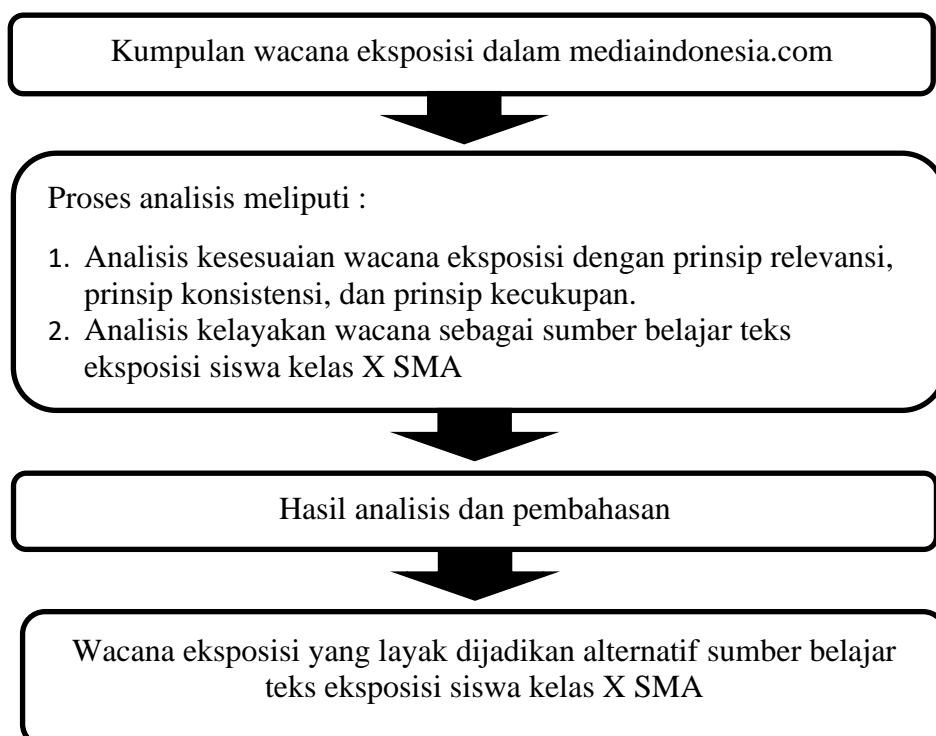 Kumpulan wacana eksposisi dalam mediaindonesia.com
Proses analisis meliputi :
1. Analisis kesesuaian wacana eksposisi dengan prinsip relevansi,
prinsip konsistensi, dan prinsip kecukupan.
2. Analisis kelayakan wacana sebagai sumber belajar teks
eksposisi siswa kelas X SMA
Hasil analisis dan pembahasan
Wacana eksposisi yang layak dijadikan alternatif sumber belajar
teks eksposisi siswa kelas X SMA